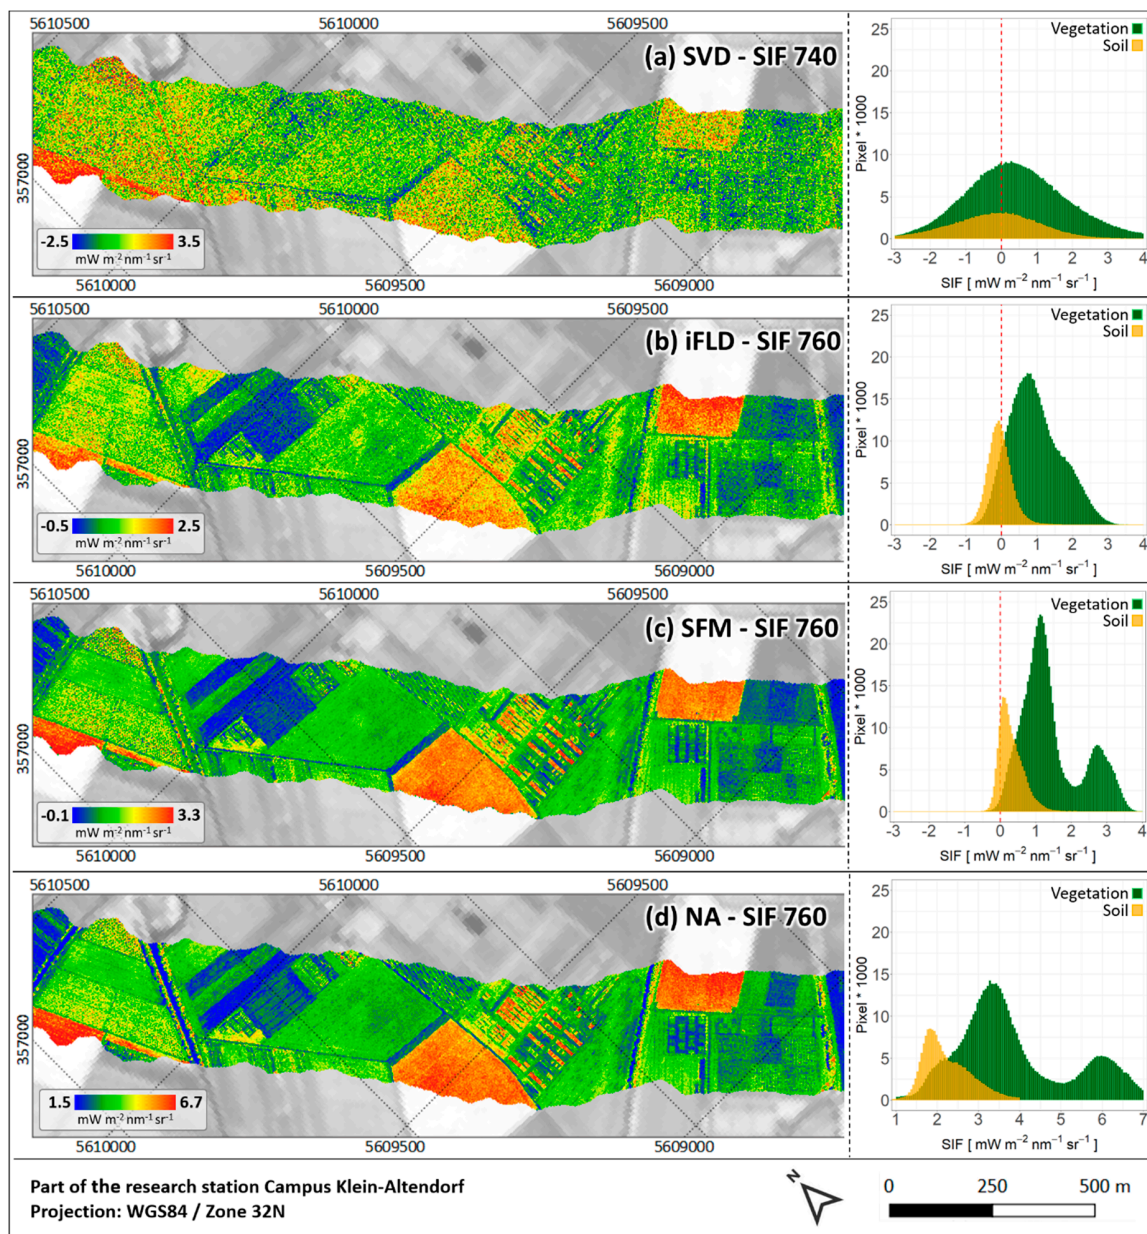 5610500 5610000 5609500
(a) SVD - SIF 740
357000
-2.5 3.5
mW m⁻² nm⁻¹ sr⁻¹
5610000 5609500 5609000
Vegetation
Soil
Pixel * 1000
25
20
15
10
5
0
-3 -2 -1 0 1 2 3 4
SIF [ mW m⁻² nm⁻¹ sr⁻¹ ]
5610500 5610000 5609500
(b) iFLD - SIF 760
357000
-0.5 2.5
mW m⁻² nm⁻¹ sr⁻¹
5610000 5609500 5609000
Vegetation
Soil
Pixel * 1000
25
20
15
10
5
0
-3 -2 -1 0 1 2 3 4
SIF [ mW m⁻² nm⁻¹ sr⁻¹ ]
5610500 5610000 5609500
(c) SFM - SIF 760
357000
-0.1 3.3
mW m⁻² nm⁻¹ sr⁻¹
5610000 5609500 5609000
Vegetation
Soil
Pixel * 1000
25
20
15
10
5
0
-3 -2 -1 0 1 2 3 4
SIF [ mW m⁻² nm⁻¹ sr⁻¹ ]
5610500 5610000 5609500
(d) NA - SIF 760
357000
1.5 6.7
mW m⁻² nm⁻¹ sr⁻¹
5610000 5609500 5609000
Vegetation
Soil
Pixel * 1000
25
20
15
10
5
0
1 2 3 4 5 6 7
SIF [ mW m⁻² nm⁻¹ sr⁻¹ ]
Part of the research station Campus Klein-Altendorf
Projection: WGS84 / Zone 32N
N
0 250 500 m